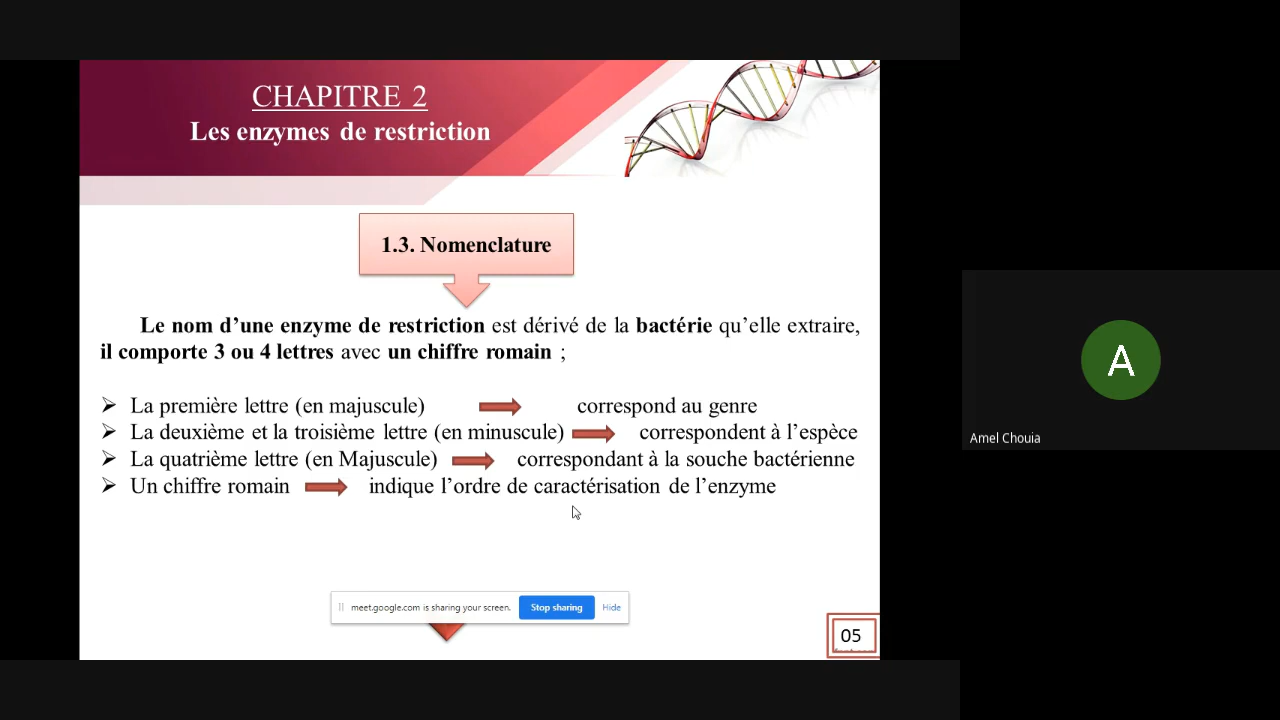 CHAPITRE 2
Les enzymes de restriction
1.3. Nomenclature
Le nom d’une enzyme de restriction est dérivé de la bactérie qu’elle extraire,
il comporte 3 ou 4 lettres avec un chiffre romain ;
➢ La première lettre (en majuscule) correspond au genre
➢ La deuxième et la troisième lettre (en minuscule) correspondent à l’espèce
➢ La quatrième lettre (en Majuscule) correspondant à la souche bactérienne
➢ Un chiffre romain indique l’ordre de caractérisation de l’enzyme
meet.google.com is sharing your screen. Stop sharing Hide
05
A
Amel Chouia